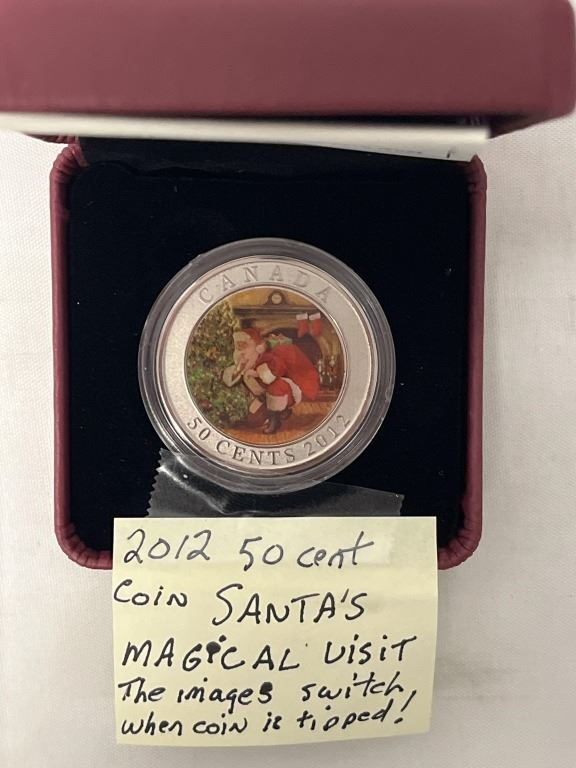 CANADA
50 CENTS 2012
2012 50 cent
Coin SANTA'S
MAGICAL VISIT
The images switch
when coin is tipped!